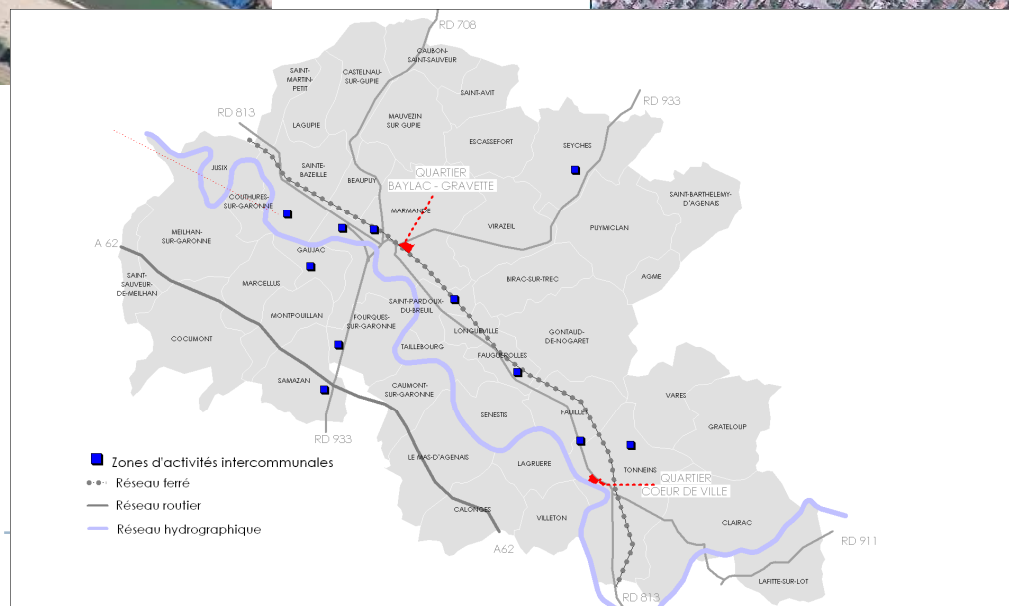 RD 708
CAUBON-
SAINT-SAUVEUR
SAINT-
MARTIN-
PETIT
CASTELNAU-
SUR-GUPIE
SAINT-AVIT
RD 933
RD 813
MAUVEZIN
SUR GUPIE
LAGUPIE
ESCASSEFORT
SEYCHES
JUSIX
SAINTE-
BAZEILLE
BEAUPUY
QUARTIER
BAYLAC - GRAVETTE
SAINT-BARTHELEMY-
D'AGENAIS
COUTHURES-
SUR-GARONNE
MARMANDE
VIRAZEIL
PUYMICLAN
MEILHAN-
SUR-GARONNE
A 62
GAUJAC
SAINT-
SAUVEUR-
DE-MEILHAN
MARCELLUS
BIRAC-SUR-TREC
AGME
SAINT-PARDOUX-
DU-BREUIL
MONTPOUILLAN
FOURQUES-
SUR-GARONNE
LONGUEVILLE
GONTAUD-
DE-NOGARET
COCUMONT
TAILLEBOURG
FAUGUEROLLES
SAMAZAN
CAUMONT-
SUR-GARONNE
VARES
SENESTIS
FAUILLET
GRATELOUP
RD 933
LE MAS-D'AGENAIS
LAGRUERE
TONNEINS
QUARTIER
COEUR DE VILLE
CALONGES
VILLETON
CLAIRAC
A62
RD 911
LAFITTE-SUR-LOT
RD 813
Zones d'activités intercommunales
Réseau ferré
Réseau routier
Réseau hydrographique